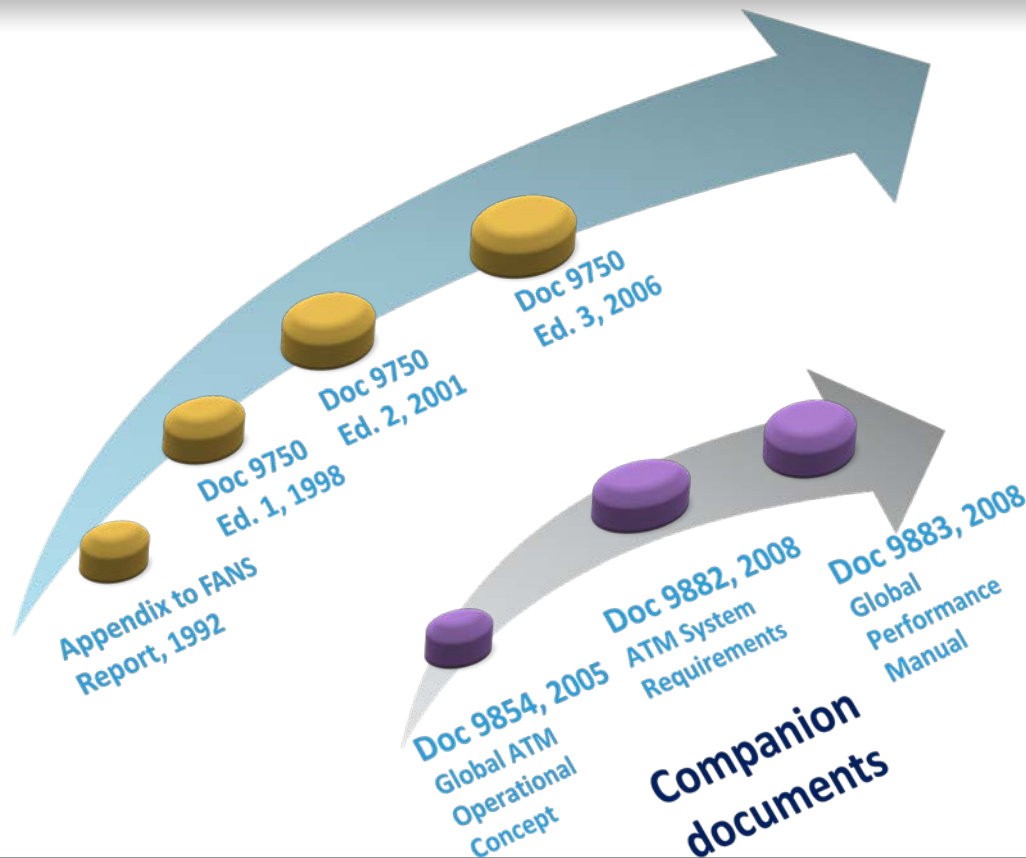 Doc 9750
Ed. 3, 2006
Doc 9750
Ed. 2, 2001
Doc 9750
Ed. 1, 1998
Appendix to FANS
Report, 1992
Doc 9883, 2008
Global
Performance
Manual
Doc 9882, 2008
ATM System
Requirements
Doc 9854, 2005
Global ATM
Operational
Concept
Companion
documents